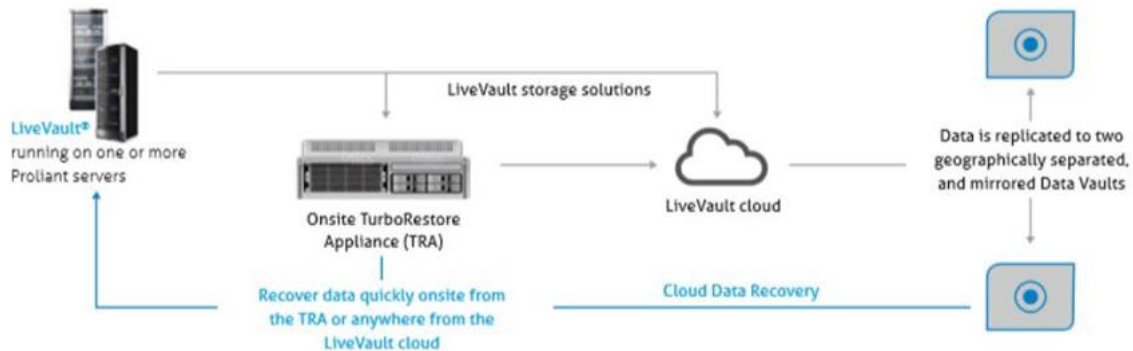 LiveVault storage solutions
LiveVault®
running on one or more
Proliant servers
Onsite TurboRestore
Appliance (TRA)
LiveVault cloud
Data is replicated to two
geographically separated,
and mirrored Data Vaults
Recover data quickly onsite from
the TRA or anywhere from the
LiveVault cloud
Cloud Data Recovery